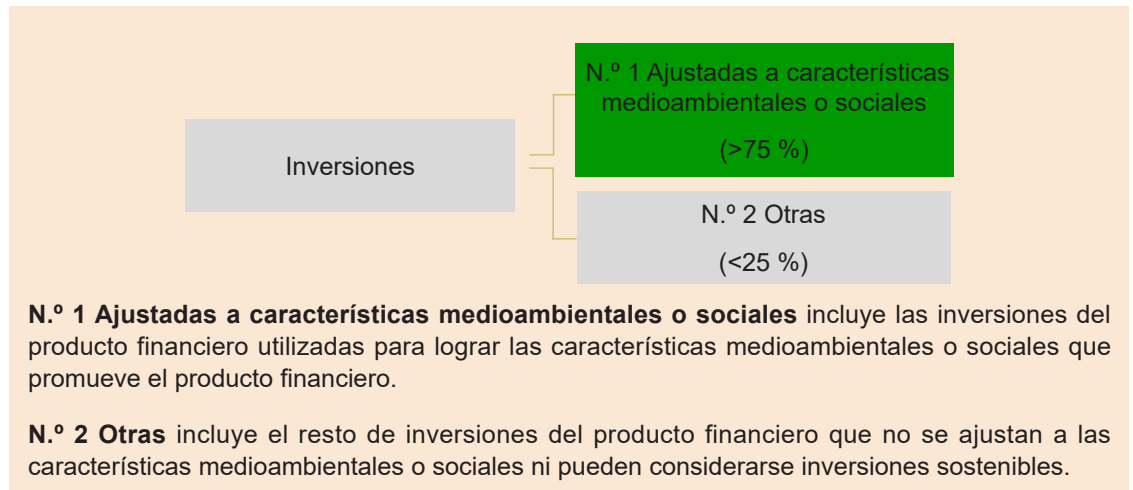 N.º 1 Ajustadas a características
medioambientales o sociales
(>75 %)
Inversiones
N.º 2 Otras
(<25 %)
N.º 1 Ajustadas a características medioambientales o sociales incluye las inversiones del
producto financiero utilizadas para lograr las características medioambientales o sociales que
promueve el producto financiero.
N.º 2 Otras incluye el resto de inversiones del producto financiero que no se ajustan a las
características medioambientales o sociales ni pueden considerarse inversiones sostenibles.